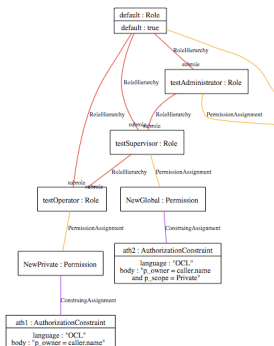 default : Role
default : true
RoleHierarchy
subrole
testAdministrator : Role
RoleHierarchy
RoleHierarchy
RoleHierarchy
PermissionAssignment
subrole
testSupervisor : Role
RoleHierarchy
PermissionAssignment
subrole
subrole
testOperator : Role
NewGlobal : Permission
PermissionAssignment
ConstraingAssignment
NewPrivate : Permission
ath2 : AuthorizationConstraint
language : "OCL"
body : "p_owner = caller.name
and p_scope = Private"
ConstraingAssignment
ath1 : AuthorizationConstraint
language : "OCL"
body : "p_owner = caller.name"